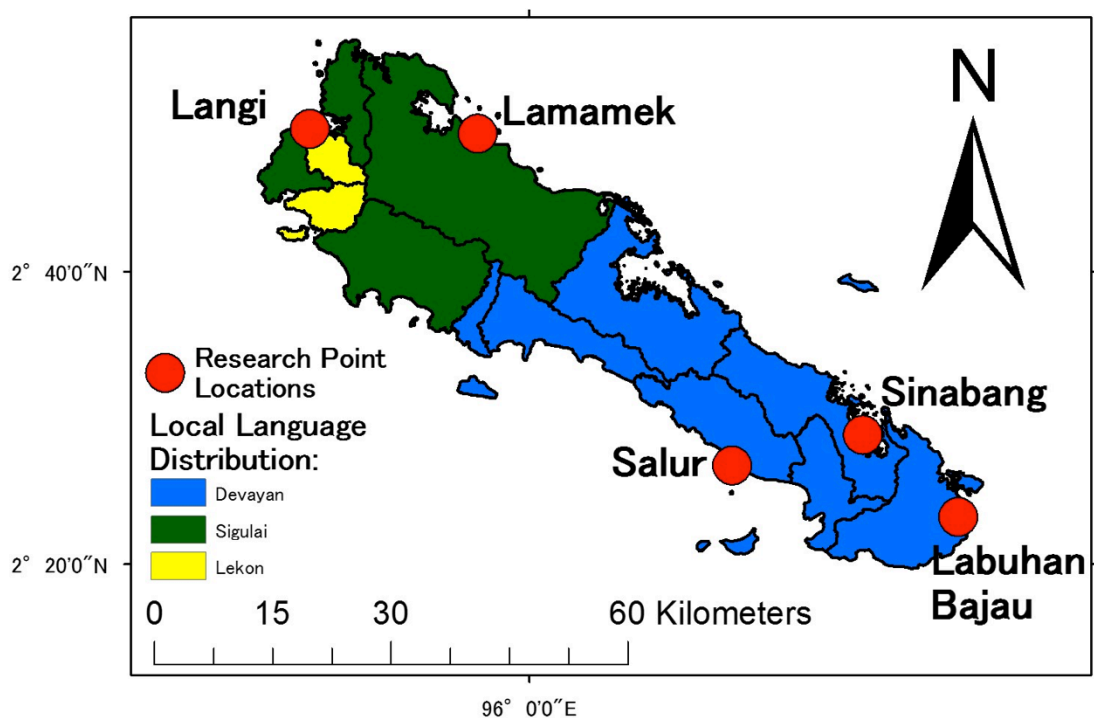 N
Langi
Lamamek
2° 40'0"N
Research Point
Locations
Sinabang
Local Language
Distribution:
Salur
Devayan
Sigulai
Lekon
2° 20'0"N
Labuhan
Bajau
0 15 30 60 Kilometers
96° 0'0"E